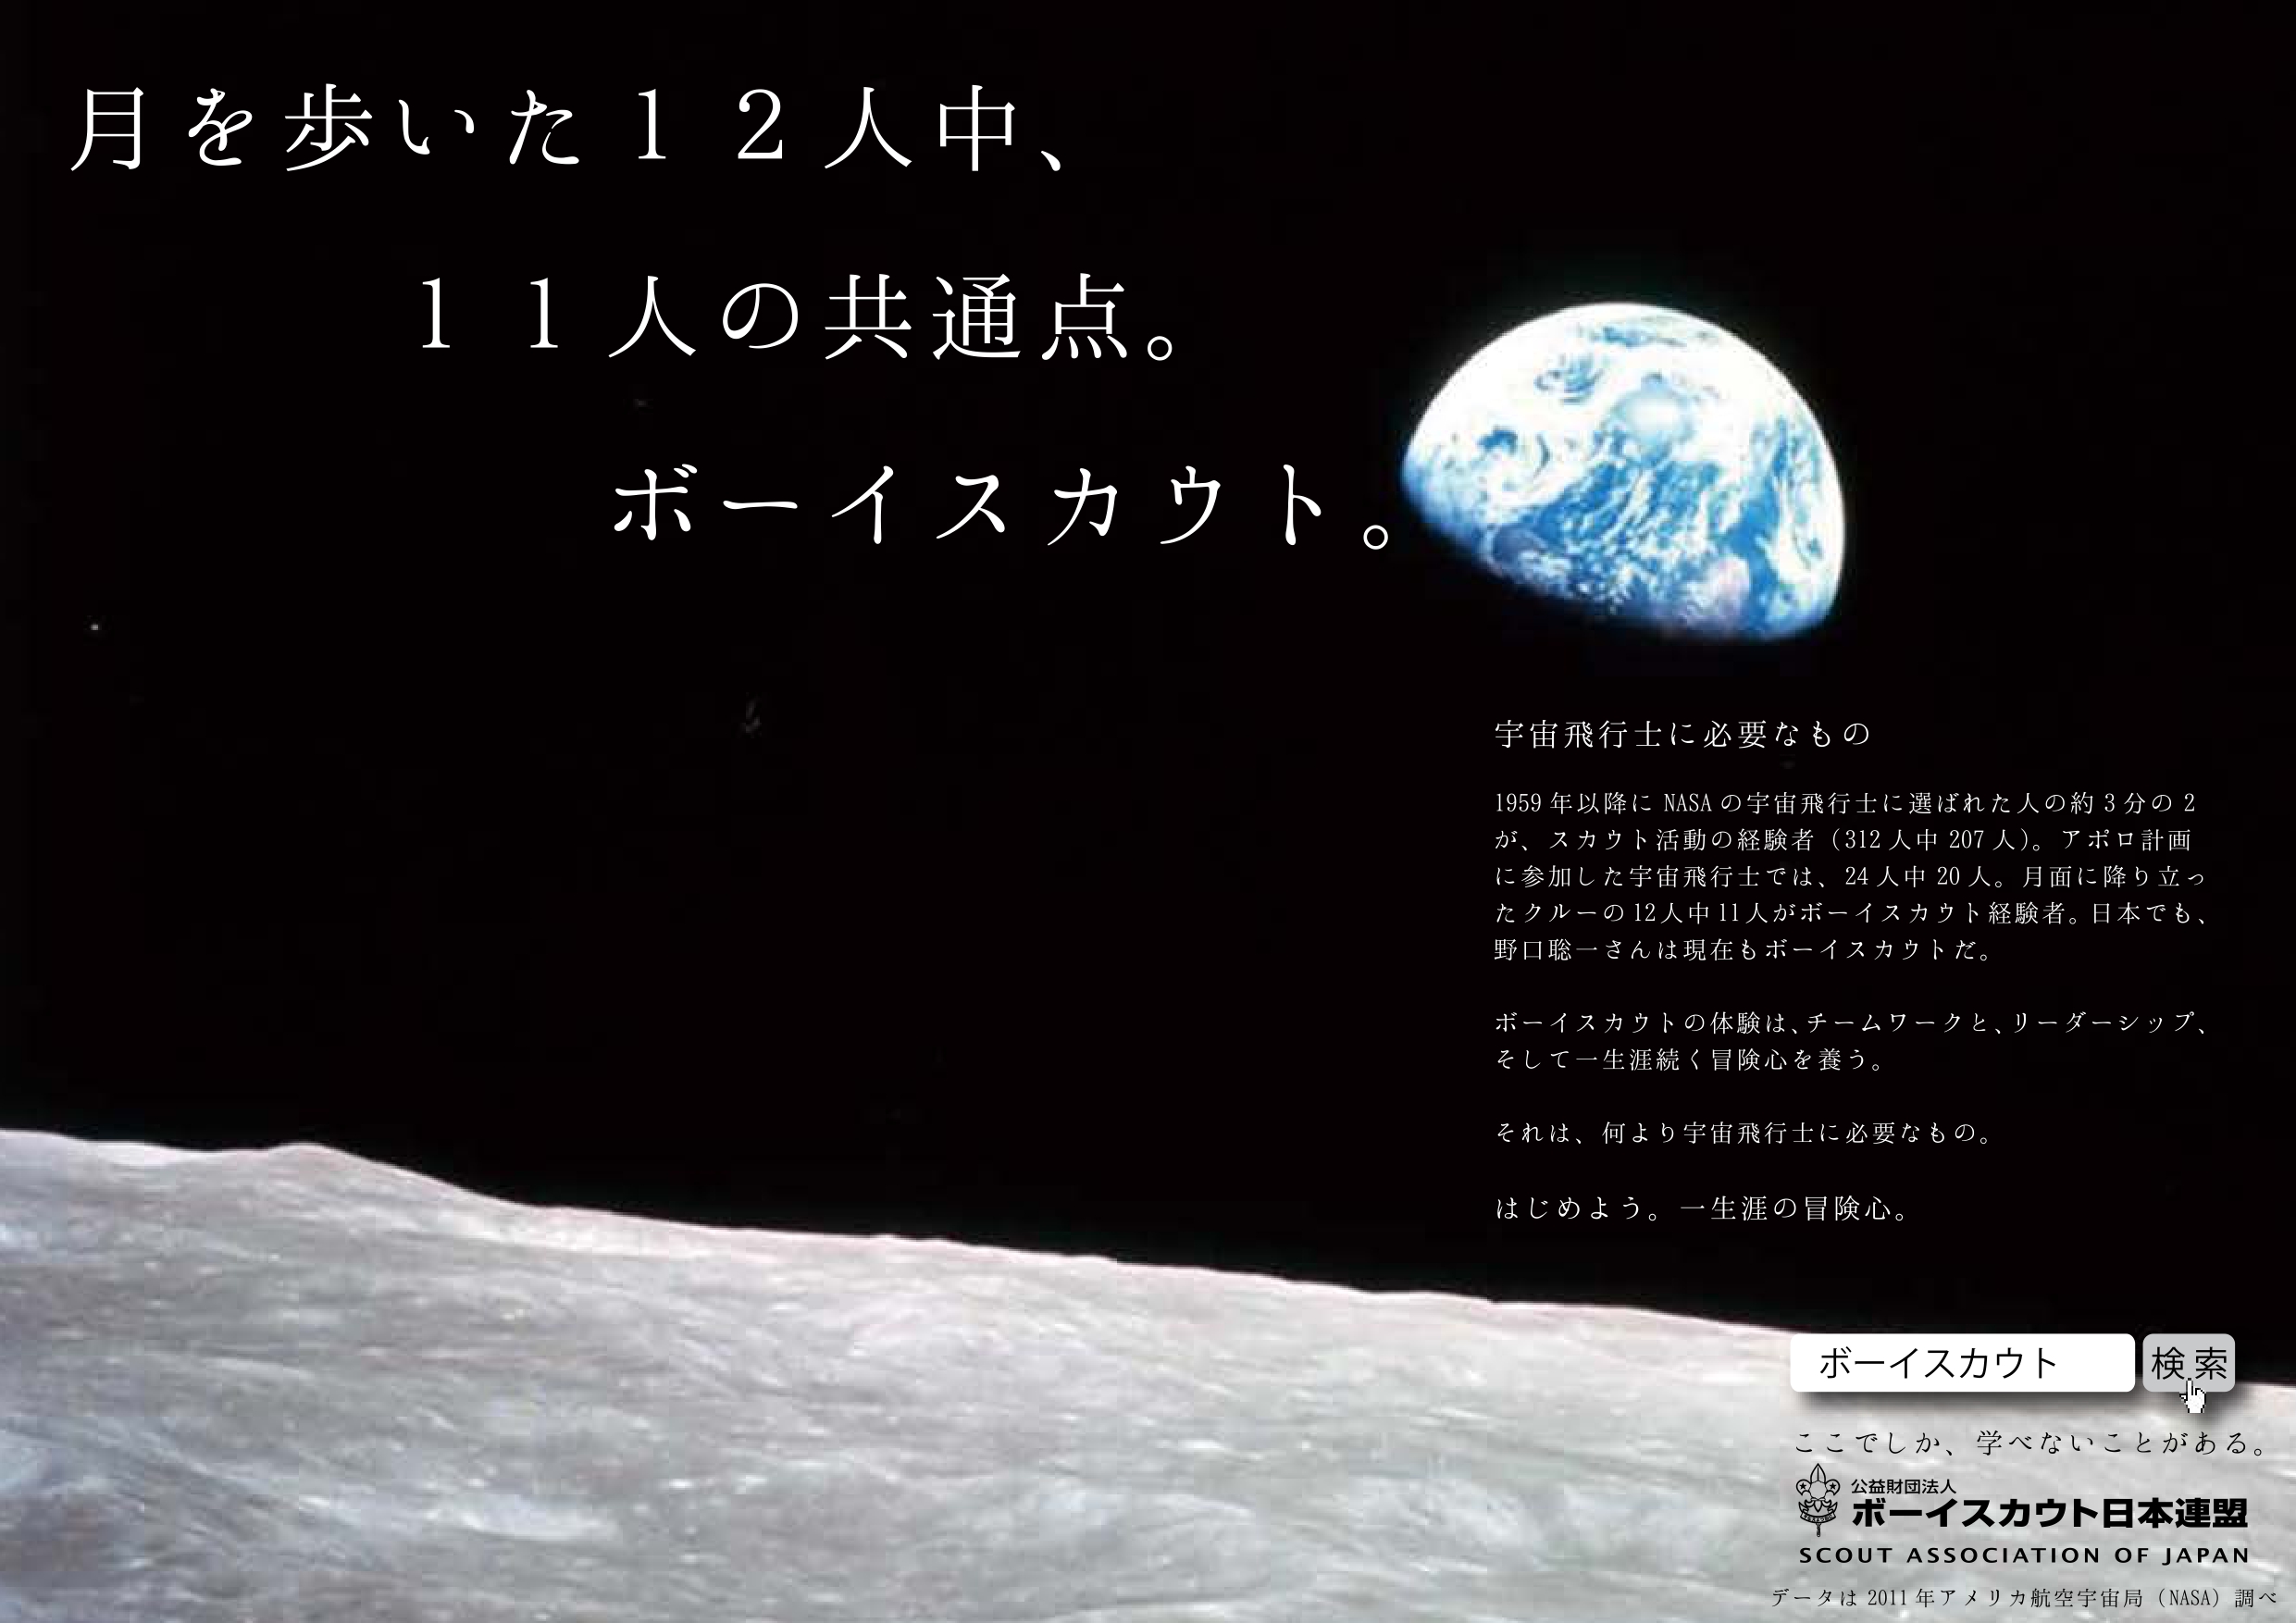 月を歩いた12人中、
11人の共通点。
ボーイスカウト。
宇宙飛行士に必要なもの
1959年以降にNASAの宇宙飛行士に選ばれた人の約3分の2
が、スカウト活動の経験者（312人中207人）。アポロ計画
に参加した宇宙飛行士では、24人中20人。月面に降り立っ
たクルーの12人中11人がボーイスカウト経験者。日本でも、
野口聡一さんは現在もボーイスカウトだ。
ボーイスカウトの体験は、チームワークと、リーダーシップ、
そして一生涯続く冒険心を養う。
それは、何より宇宙飛行士に必要なもの。
はじめよう。一生涯の冒険心。
ボーイスカウト 検索
ここでしか、学べないことがある。
公益財団法人
ボーイスカウト日本連盟
SCOUT ASSOCIATION OF JAPAN
データは2011年アメリカ航空宇宙局（NASA）調べ